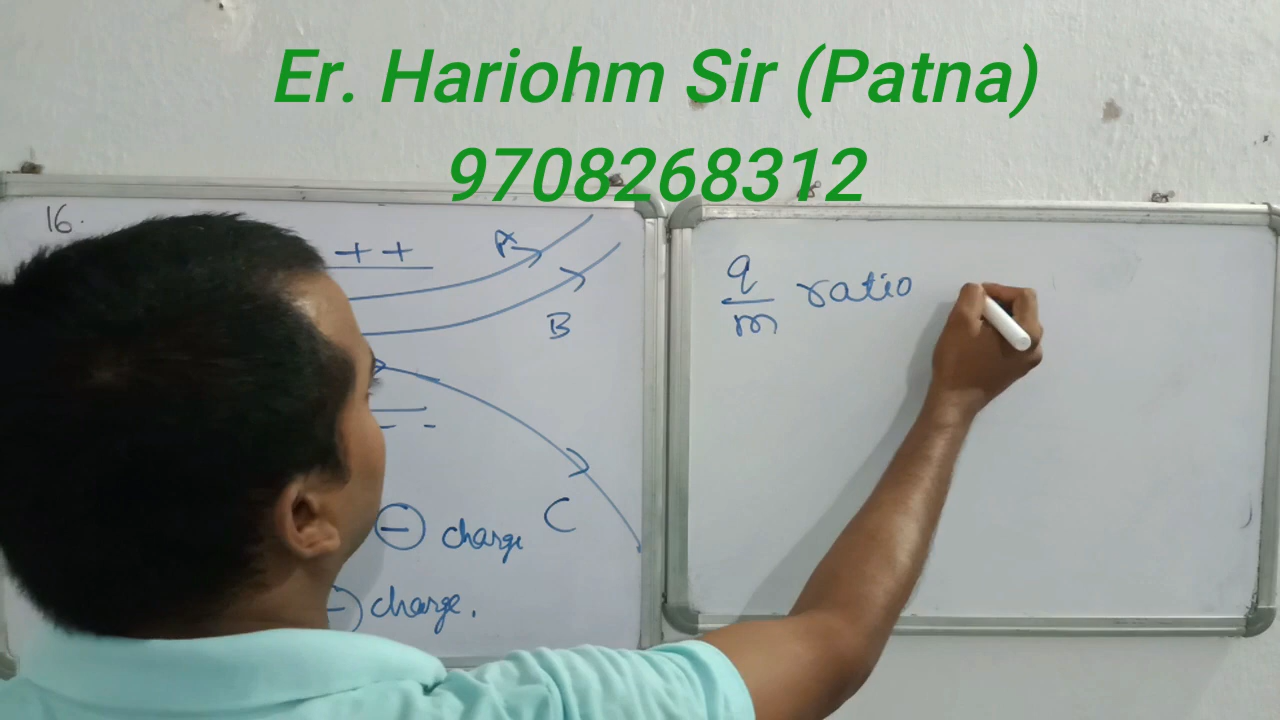 Er. Hariohm Sir (Patna)
9708268312
16.
+ +
A
B
- -
C
⊖ charge
⊖ charge.
q/m ratio